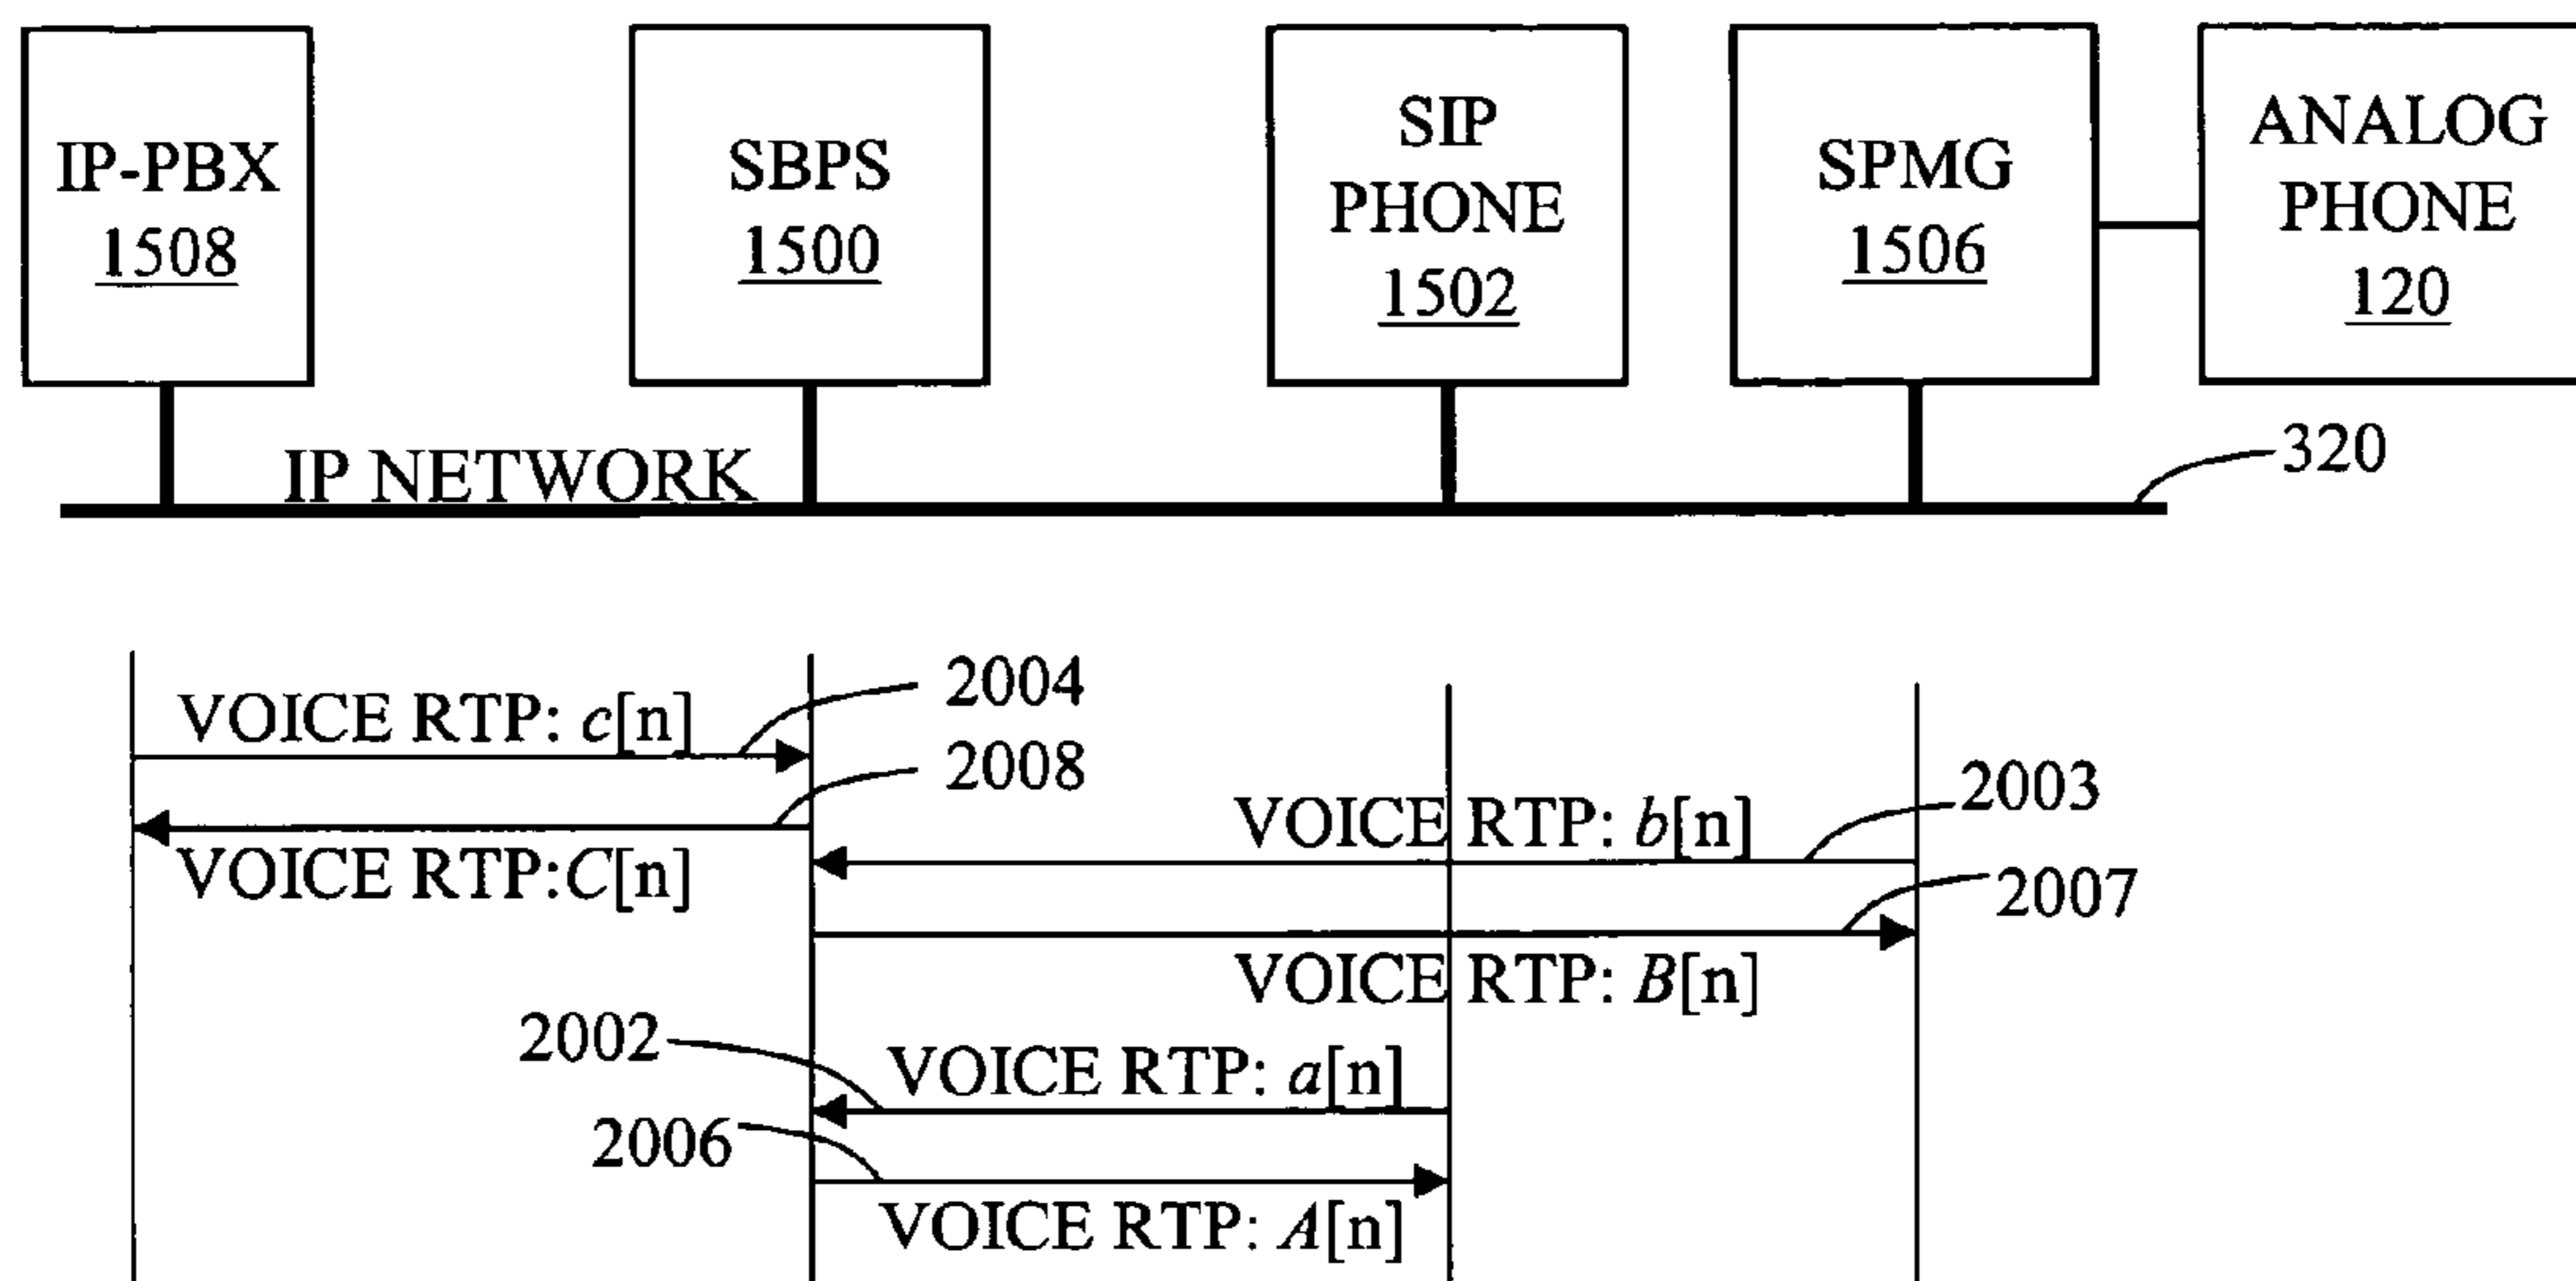 IP-PBX
1508
SBPS
1500
SIP
PHONE
1502
SPMG
1506
ANALOG
PHONE
120
IP NETWORK
320
VOICE RTP: c[n]
2004
2008
VOICE RTP:C[n]
VOICE RTP: b[n]
2003
2007
VOICE RTP: B[n]
2002
VOICE RTP: a[n]
2006
VOICE RTP: A[n]